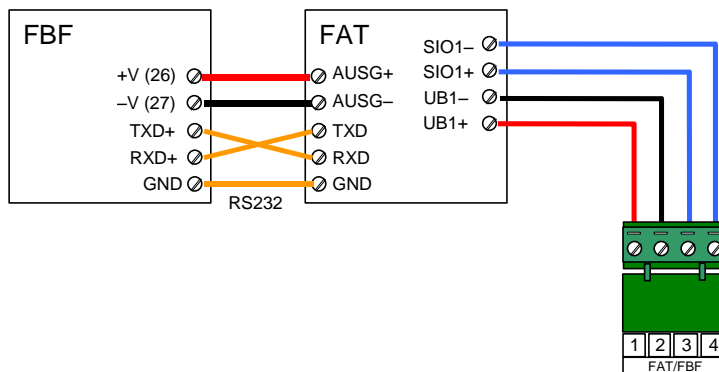 FBF
+V (26)
–V (27)
TXD+
RXD+
GND
RS232
FAT
AUSG+
AUSG–
TXD
RXD
GND
SIO1–
SIO1+
UB1–
UB1+
1 2 3 4
FAT/FBF